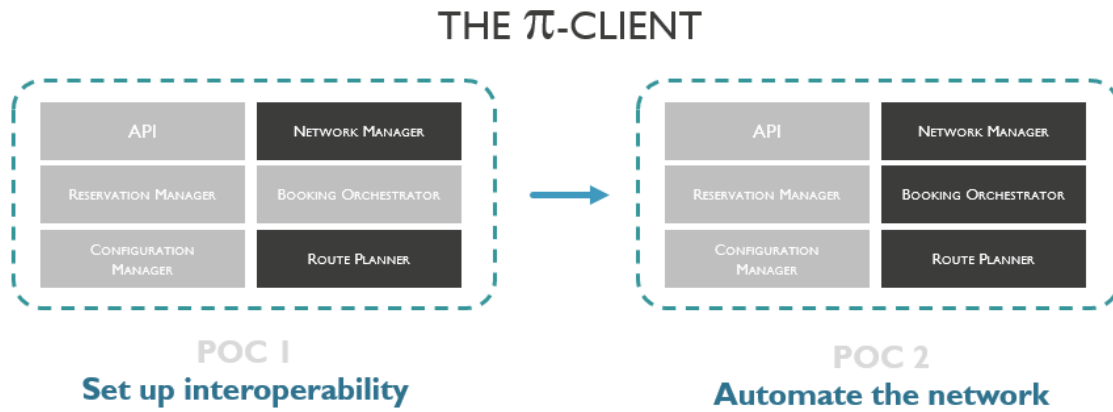 THE π-CLIENT
API
NETWORK MANAGER
RESERVATION MANAGER
BOOKING ORCHESTRATOR
CONFIGURATION
MANAGER
ROUTE PLANNER
POC 1
Set up interoperability
API
NETWORK MANAGER
RESERVATION MANAGER
BOOKING ORCHESTRATOR
CONFIGURATION
MANAGER
ROUTE PLANNER
POC 2
Automate the network